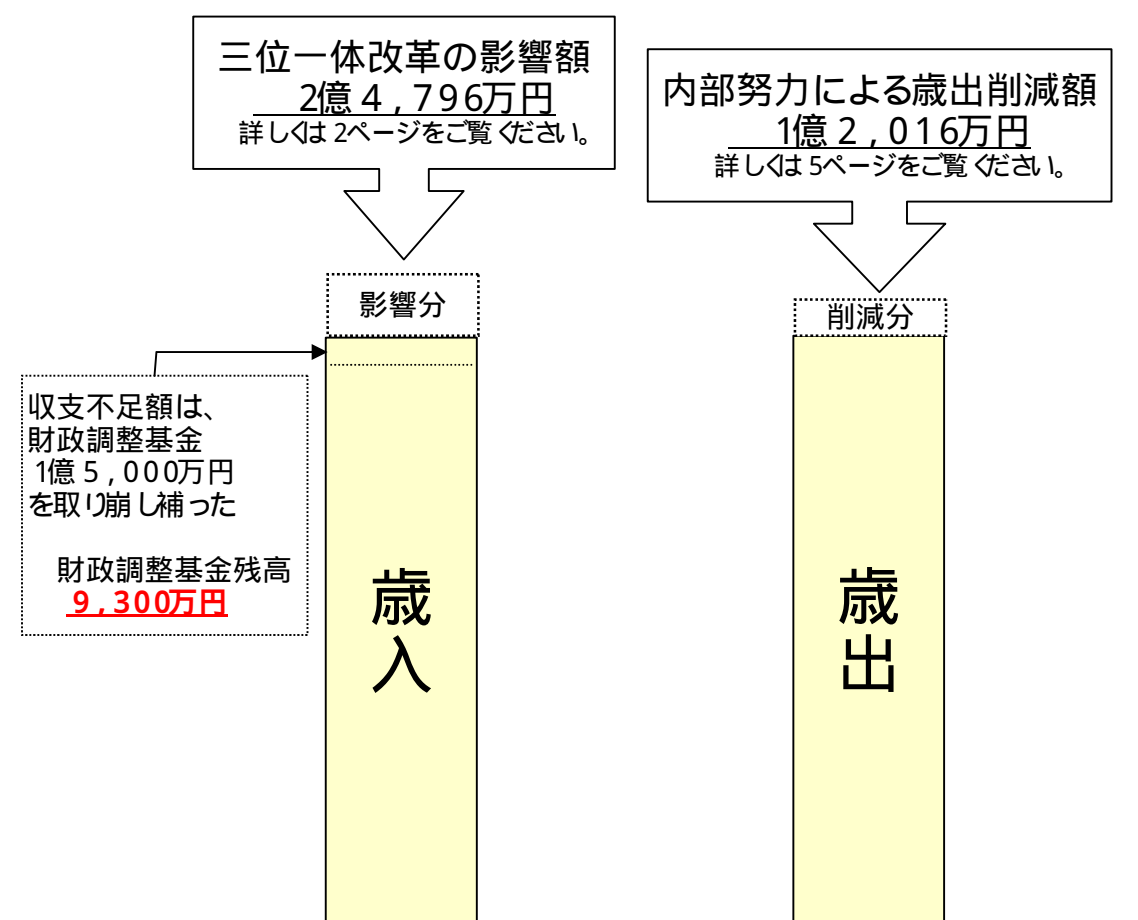 三位一体改革の影響額
2億4,796万円
詳しくは2ページをご覧ください。
内部努力による歳出削減額
1億2,016万円
詳しくは5ページをご覧ください。
影響分
削減分
収支不足額は、
財政調整基金
1億5,000万円
を取り崩し補った
財政調整基金残高
9,300万円
歳入
歳出